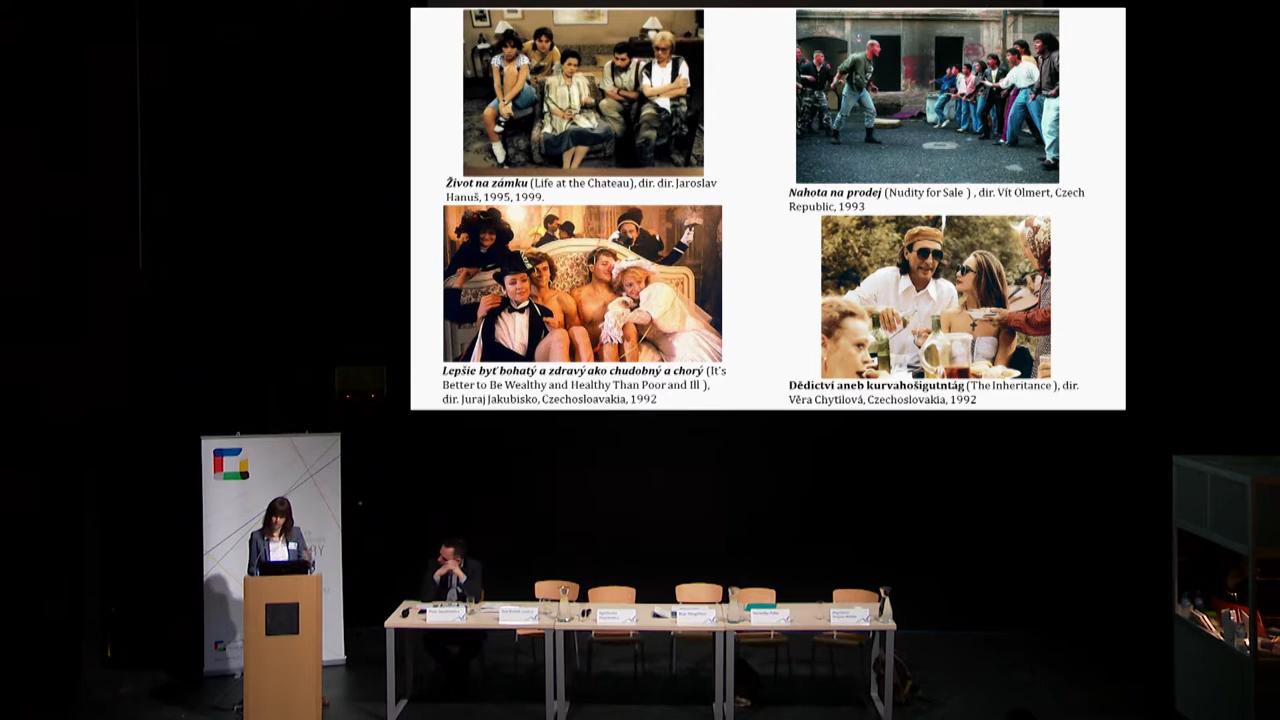 Život na zámku (Life at the Chateau), dir. dir. Jaroslav
Hanuš, 1995, 1999.
Nahota na prodej (Nudity for Sale ) , dir. Vít Olmert, Czech
Republic, 1993
Lepšie byť bohatý a zdravý ako chudobný a chorý (It's
Better to Be Wealthy and Healthy Than Poor and Ill ),
dir. Juraj Jakubisko, Czechosloavakia, 1992
Dědictví aneb kurvahošigutntág (The Inheritance ), dir.
Věra Chytilová, Czechoslovakia, 1992